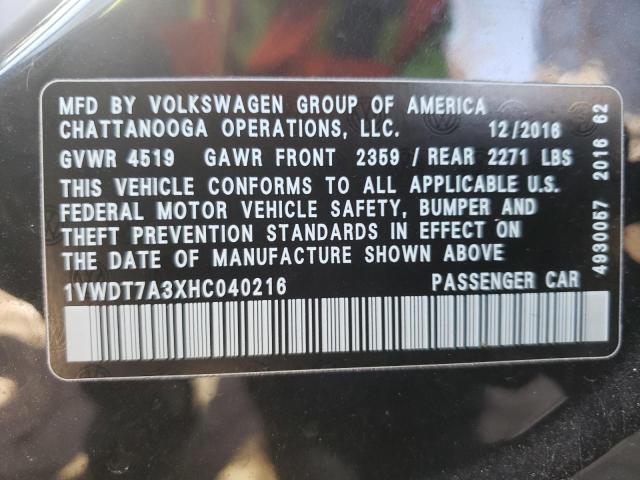 MFD BY VOLKSWAGEN GROUP OF AMERICA
CHATTANOOGA OPERATIONS, LLC. 12/2016
GVWR 4519 GAWR FRONT 2359 / REAR 2271 LBS
THIS VEHICLE CONFORMS TO ALL APPLICABLE U.S.
FEDERAL MOTOR VEHICLE SAFETY, BUMPER AND
THEFT PREVENTION STANDARDS IN EFFECT ON
THE DATE OF MANUFACTURE SHOWN ABOVE
1VWDT7A3XHC040216 PASSENGER CAR
4930057 2016 62